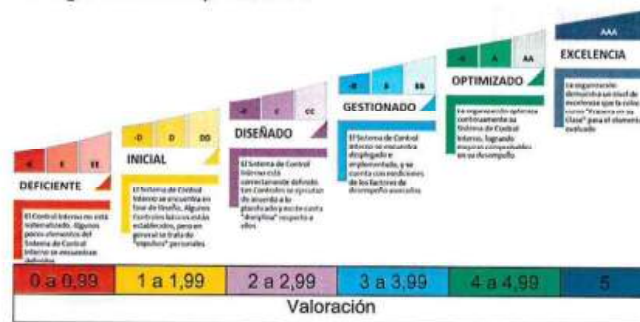 -E E EE
DEFICIENTE
El Control Interno no está
sistematizado. Algunos
pocos elementos del
Sistema de Control
Interno se encuentran
definidos
-D D DD
INICIAL
El Sistema de Control
Interno se encuentra en
fase de diseño. Algunos
Controles básicos están
establecidos, pero en
general se trata de
"impulsos" personales
-C C CC
DISEÑADO
El Sistema de Control
Interno está
correctamente definido.
Los Controles se ejecutan
de acuerdo a lo
planificado y existe cierta
"disciplina" respecto a
ellos
-B B BB
GESTIONADO
El Sistema de Control
Interno se encuentra
desplegado e
implementado, y se
cuenta con mediciones
de los factores de
desempeño asociados
-A A AA
OPTIMIZADO
La organización optimiza
continuamente su
Sistema de Control
Interno, logrando
mejoras comprobables
en su desempeño
AAA
EXCELENCIA
La organización
demuestra un nivel de
excelencia que la coloca
como "Primera en su
Clase" para el elemento
evaluado
0 a 0,99 1 a 1,99 2 a 2,99 3 a 3,99 4 a 4,99 5
Valoración